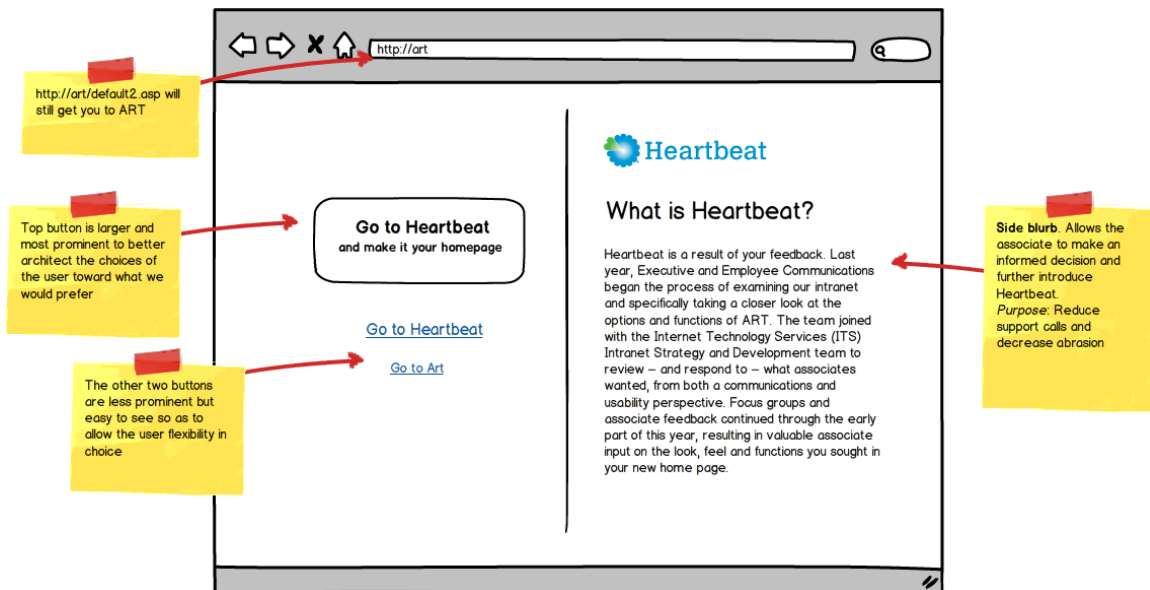 http://art
http://art/default2.asp will
still get you to ART
Top button is larger and
most prominent to better
architect the choices of
the user toward what we
would prefer
The other two buttons
are less prominent but
easy to see so as to
allow the user flexibility in
choice
Go to Heartbeat
and make it your homepage
Go to Heartbeat
Go to Art
Heartbeat
What is Heartbeat?
Heartbeat is a result of your feedback. Last
year, Executive and Employee Communications
began the process of examining our intranet
and specifically taking a closer look at the
options and functions of ART. The team joined
with the Internet Technology Services (ITS)
Intranet Strategy and Development team to
review – and respond to – what associates
wanted, from both a communications and
usability perspective. Focus groups and
associate feedback continued through the early
part of this year, resulting in valuable associate
input on the look, feel and functions you sought in
your new home page.
Side blurb. Allows the
associate to make an
informed decision and
further introduce
Heartbeat.
Purpose: Reduce
support calls and
decrease abrasion